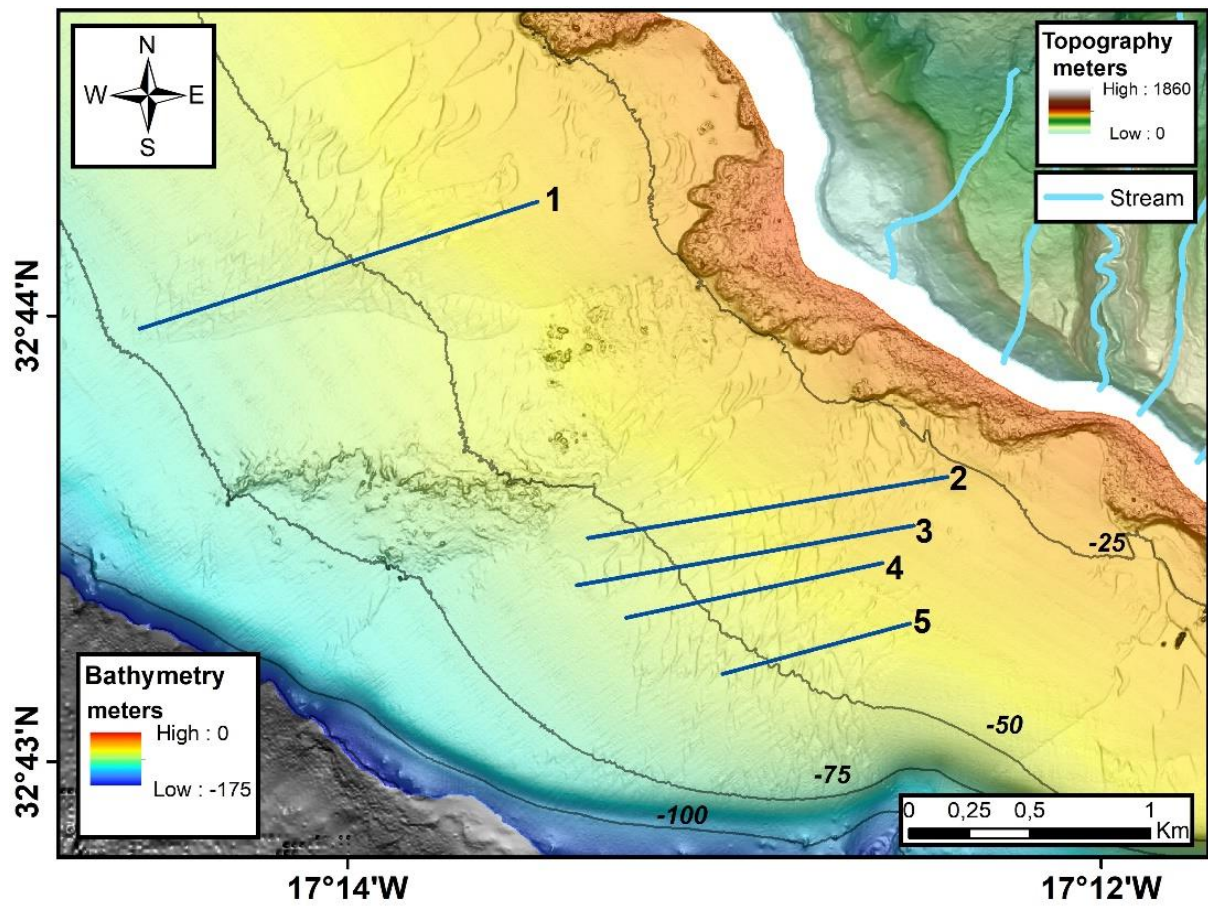 N
W E
S
Topography
meters
High : 1860
Low : 0
Stream
1
32°44'N
2
3
-25
4
5
Bathymetry
meters
High : 0
Low : -175
-50
32°43'N
-75
-100
0 0,25 0,5 1
Km
17°14'W 17°12'W